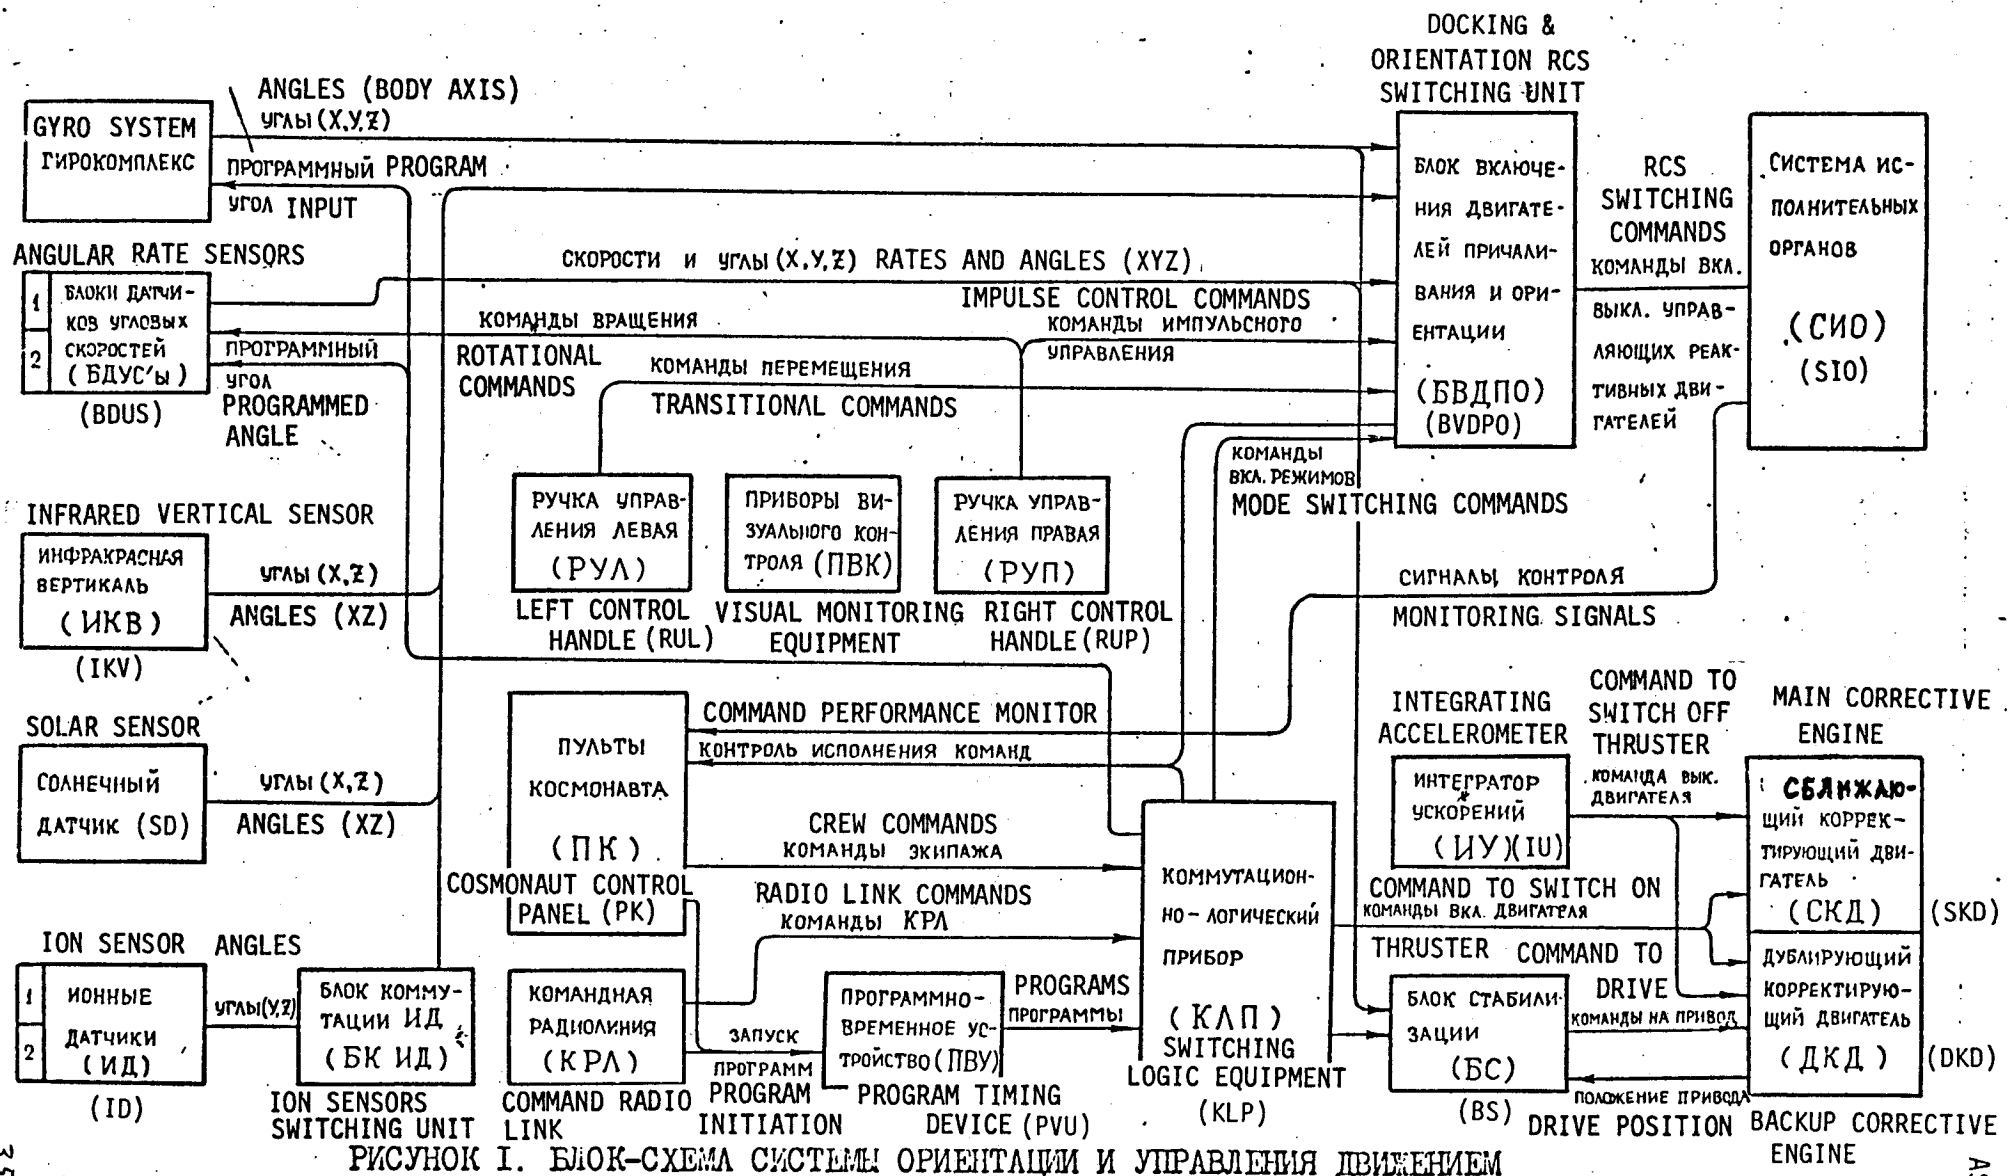 DOCKING &
ORIENTATION RCS
SWITCHING UNIT
ANGLES (BODY AXIS)
УГЛЫ (X,Y,Z)
GYRO SYSTEM
ГИРОКОМПЛЕКС
ПРОГРАММНЫЙ PROGRAM
УГОЛ INPUT
БЛОК ВКЛЮЧЕ-
НИЯ ДВИГАТЕ-
ЛЕЙ ПРИЧАЛИ-
ВАНИЯ И ОРИ-
ЕНТАЦИИ
(БВДПО)
(BVDPO)
RCS
SWITCHING
COMMANDS
КОМАНДЫ ВКЛ.
ВЫКЛ. УПРАВ-
ЛЯЮЩИХ РЕАК-
ТИВНЫХ ДВИ-
ГАТЕЛЕЙ
СИСТЕМА ИС-
ПОЛНИТЕЛЬНЫХ
ОРГАНОВ
(СИО)
(SIO)
ANGULAR RATE SENSORS
1
2
БЛОКИ ДАТЧИ-
КОВ УГЛОВЫХ
СКОРОСТЕЙ
(БДУС'ы)
(BDUS)
СКОРОСТИ И УГЛЫ (X,Y,Z) RATES AND ANGLES (XYZ)
IMPULSE CONTROL COMMANDS
КОМАНДЫ ИМПУЛЬСНОГО
УПРАВЛЕНИЯ
КОМАНДЫ ВРАЩЕНИЯ
ROTATIONAL
COMMANDS
ПРОГРАММНЫЙ
УГОЛ
PROGRAMMED
ANGLE
КОМАНДЫ ПЕРЕМЕЩЕНИЯ
TRANSITIONAL COMMANDS
КОМАНДЫ
ВКЛ. РЕЖИМОВ
MODE SWITCHING COMMANDS
РУЧКА УПРАВ-
ЛЕНИЯ ЛЕВАЯ
(РУЛ)
LEFT CONTROL
HANDLE (RUL)
ПРИБОРЫ ВИ-
ЗУАЛЬНОГО КОН-
ТРОЛЯ (ПВК)
VISUAL MONITORING
EQUIPMENT
РУЧКА УПРАВ-
ЛЕНИЯ ПРАВАЯ
(РУП)
RIGHT CONTROL
HANDLE (RUP)
INFRARED VERTICAL SENSOR
ИНФРАКРАСНАЯ
ВЕРТИКАЛЬ
(ИКВ)
(IKV)
УГЛЫ (X,Z)
ANGLES (XZ)
СИГНАЛЫ КОНТРОЛЯ
MONITORING SIGNALS
SOLAR SENSOR
СОЛНЕЧНЫЙ
ДАТЧИК (SD)
УГЛЫ (X,Z)
ANGLES (XZ)
ПУЛЬТЫ
КОСМОНАВТА
(ПК)
COSMONAUT CONTROL
PANEL (PK)
COMMAND PERFORMANCE MONITOR
КОНТРОЛЬ ИСПОЛНЕНИЯ КОМАНД
CREW COMMANDS
КОМАНДЫ ЭКИПАЖА
RADIO LINK COMMANDS
КОМАНДЫ КРЛ
INTEGRATING
ACCELEROMETER
ИНТЕГРАТОР
УСКОРЕНИЙ
(ИУ)(IU)
COMMAND TO
SWITCH OFF
THRUSTER
КОМАНДА ВЫК.
ДВИГАТЕЛЯ
MAIN CORRECTIVE
ENGINE
СБЛИЖАЮ-
ЩИЙ КОРРЕК-
ТИРУЮЩИЙ ДВИ-
ГАТЕЛЬ
(СКД)
(SKD)
COMMAND TO SWITCH ON
КОМАНДЫ ВКЛ. ДВИГАТЕЛЯ
THRUSTER
COMMAND TO
DRIVE
КОМАНДЫ НА ПРИВОД
ДУБЛИРУЮЩИЙ
КОРРЕКТИРУЮ-
ЩИЙ ДВИГАТЕЛЬ
(ДКД)
(DKD)
КОММУТАЦИОН-
НО-ЛОГИЧЕСКИЙ
ПРИБОР
(КЛП)
SWITCHING
LOGIC EQUIPMENT
(KLP)
БЛОК СТАБИЛИ-
ЗАЦИИ
(БС)
(BS)
ПОЛОЖЕНИЕ ПРИВОДА
DRIVE POSITION
BACKUP CORRECTIVE
ENGINE
ION SENSOR
ANGLES
1
2
ИОННЫЕ
ДАТЧИКИ
(ИД)
(ID)
УГЛЫ(Y,Z)
БЛОК КОММУ-
ТАЦИИ ИД
(БК ИД)
ION SENSORS
SWITCHING UNIT
КОМАНДНАЯ
РАДИОЛИНИЯ
(КРЛ)
COMMAND RADIO
LINK
ЗАПУСК
ПРОГРАММ
PROGRAM
INITIATION
ПРОГРАММНО-
ВРЕМЕННОЕ УС-
ТРОЙСТВО(ПВУ)
PROGRAM TIMING
DEVICE (PVU)
PROGRAMS
ПРОГРАММЫ
РИСУНОК I. БЛОК-СХЕМА СИСТЕМЫ ОРИЕНТАЦИИ И УПРАВЛЕНИЯ ДВИЖЕНИЕМ